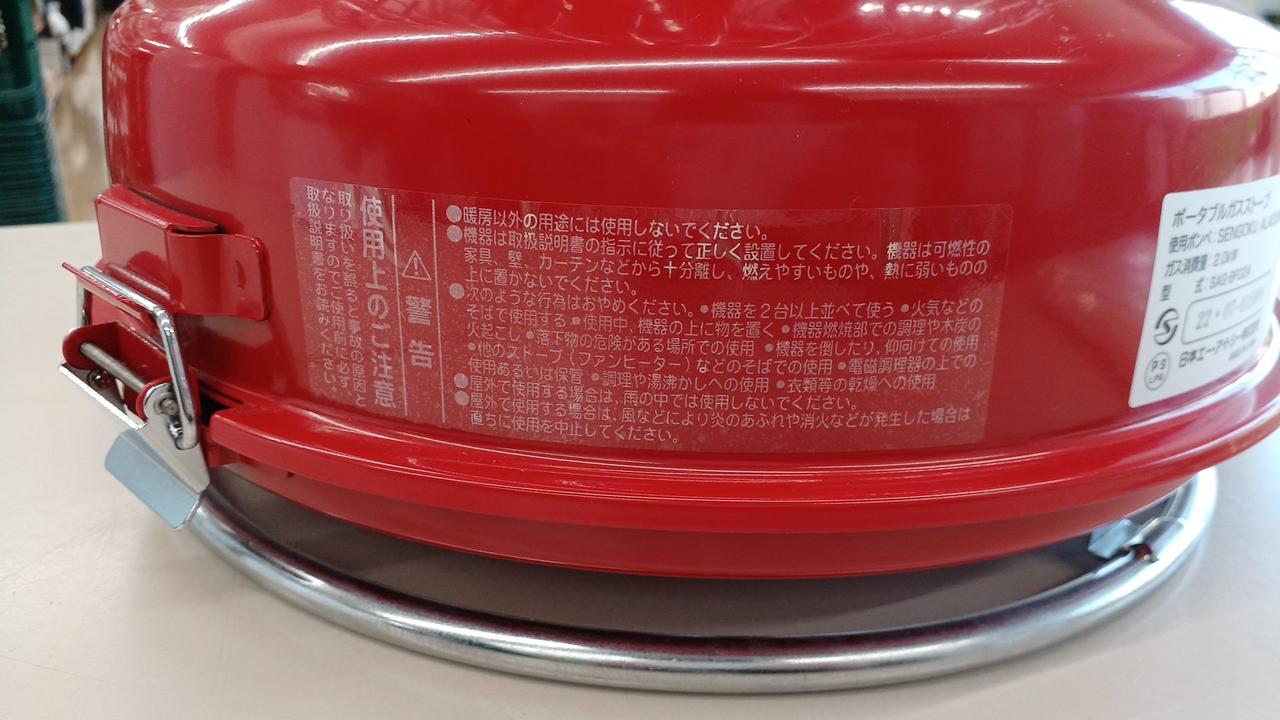 使用上のご注意
取り扱いを誤ると事故の原因と
なりますのでご使用前に必ず
取扱説明書をお読みください。
⚠警告
●暖房以外の用途には使用しないでください。
●機器は取扱説明書の指示に従って正しく設置してください。機器は可燃性の
家具、壁、カーテンなどから十分離し、燃えやすいものや、熱に弱いものの
上に置かないでください。
●次のような行為はおやめください。●機器を2台以上並べて使う●火気などの
そばで使用する●使用中、機器の上に物を置く●機器燃焼部での調理や木炭の
火起こし●落下物の危険がある場所での使用●機器を倒したり、仰向けての使用
●他のストーブ(ファンヒーター)などのそばでの使用●電磁調理器の上での
使用あるいは保管●調理や湯沸かしへの使用●衣類等の乾燥への使用
●屋外で使用する場合は、雨の中では使用しないでください。
●屋外で使用する場合は、風などにより炎のあふれや消火などが発生した場合は
直ちに使用を中止してください。
ポータブルガスストーブ
使用ボンベ:SENGOKU
ガス消費量:2.0kW
型 式:SAG-BF02A
22・07-
PS
LPG
日本エー・アイ・シー